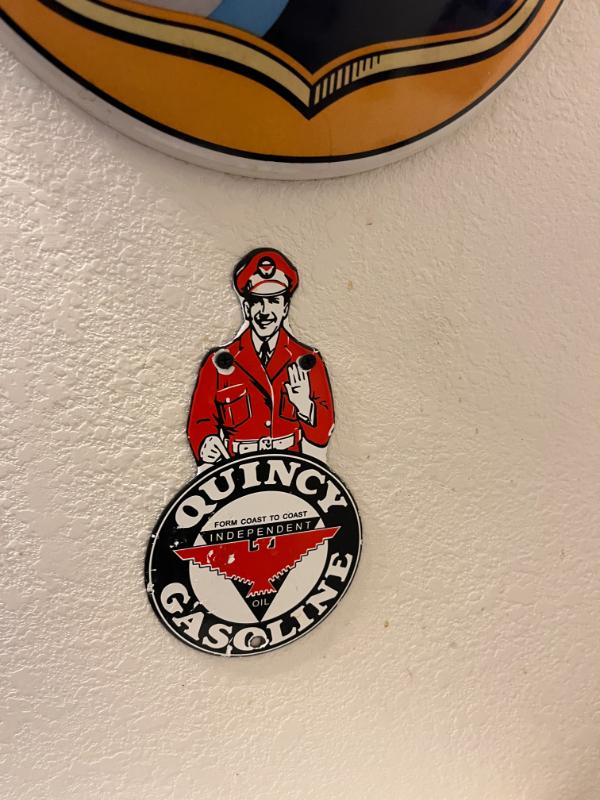 QUINCY
FORM COAST TO COAST
INDEPENDENT
OIL
GASOLINE